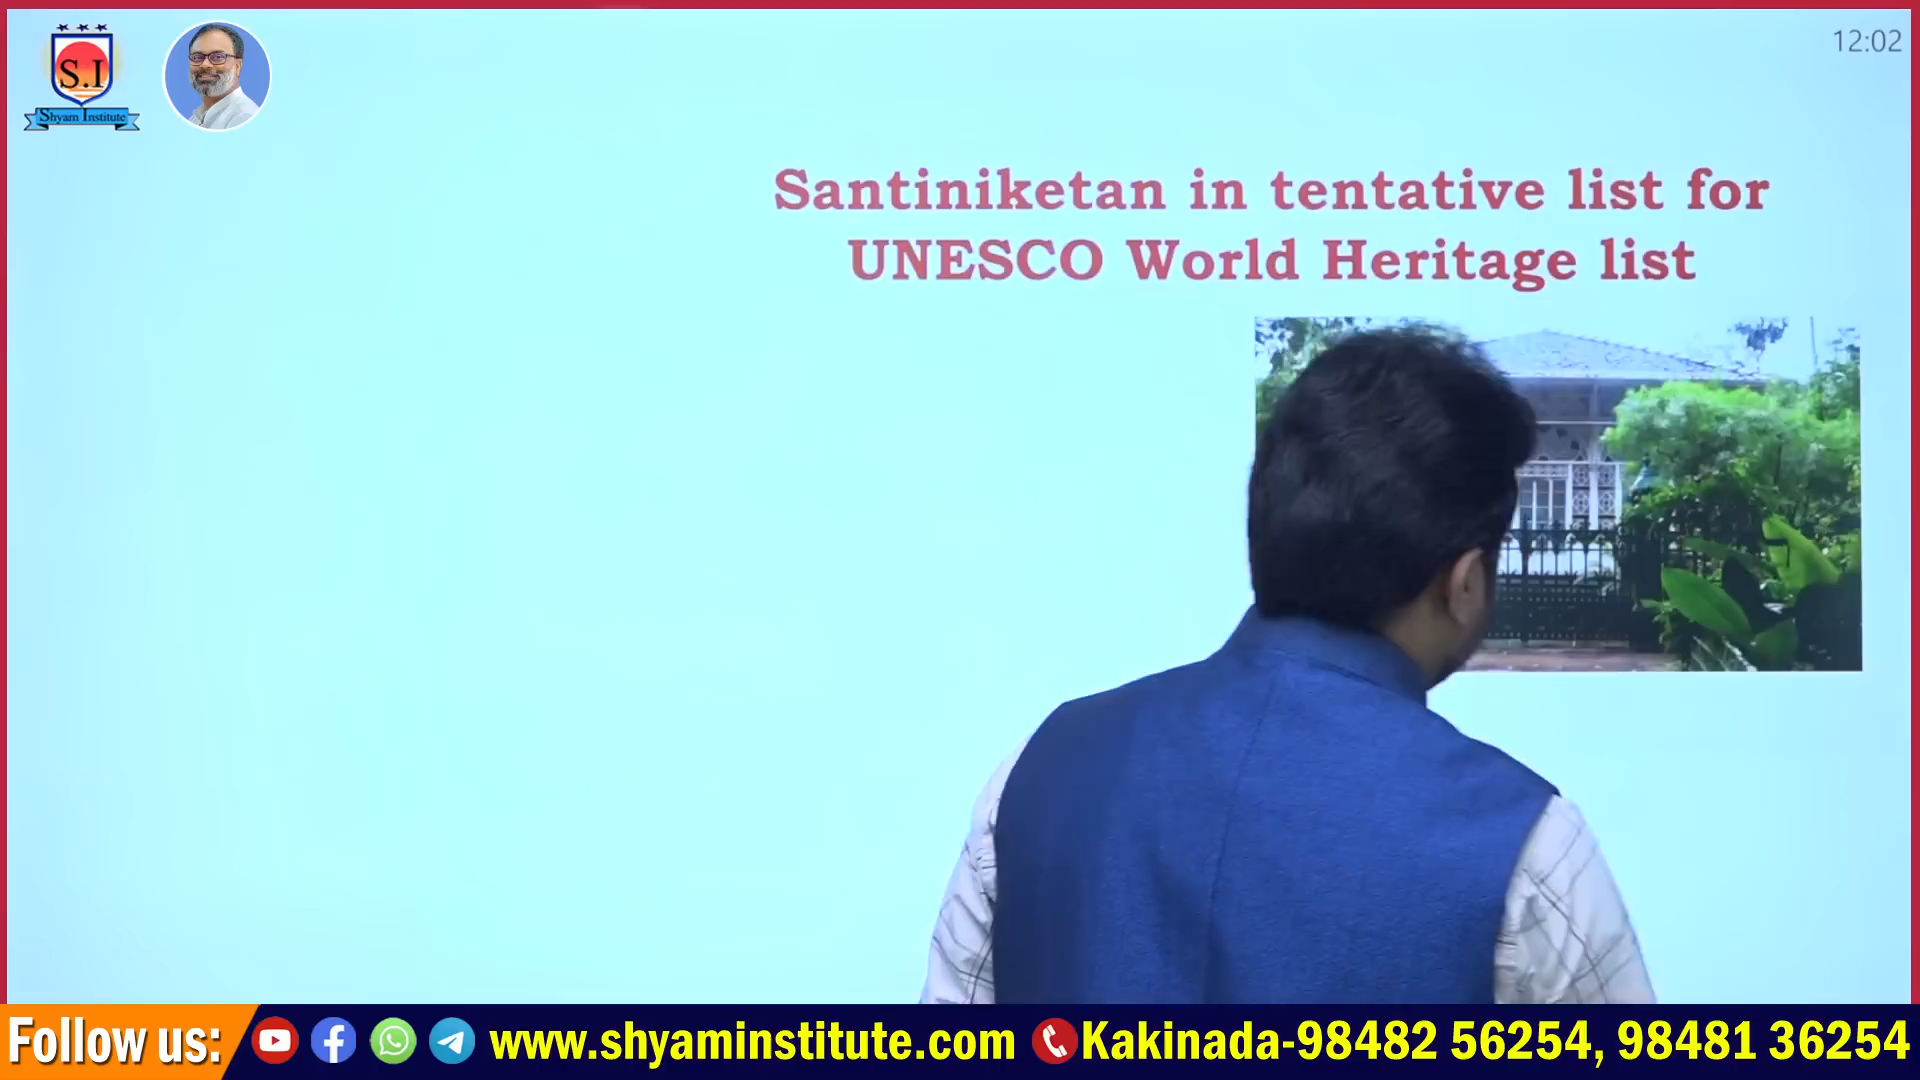 S.I
Shyam Institute
12:02
Santiniketan in tentative list for
UNESCO World Heritage list
Follow us:
www.shyaminstitute.com
Kakinada-98482 56254, 98481 36254